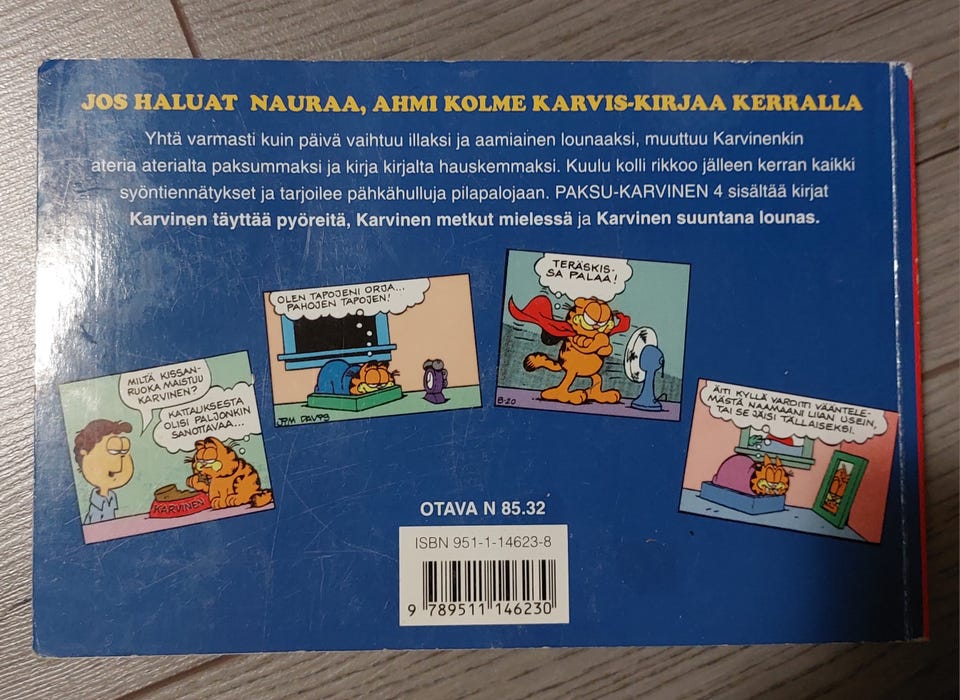 JOS HALUAT NAURAA, AHMI KOLME KARVIS-KIRJAA KERRALLA
Yhtä varmasti kuin päivä vaihtuu illaksi ja aamiainen lounaaksi, muuttuu Karvinenkin
ateria aterialta paksummaksi ja kirja kirjalta hauskemmaksi. Kuulu kolli rikkoo jälleen kerran kaikki
syöntiennätykset ja tarjoilee pähkähulluja pilapalojaan. PAKSU-KARVINEN 4 sisältää kirjat
Karvinen täyttää pyöreitä, Karvinen metkut mielessä ja Karvinen suuntana lounas.
MILTÄ KISSAN-
RUOKA MAISTUU
KARVINEN?
KATTAUKSESTA
OLISI PALJONKIN
SANOTTAVAA...
KARVINEN
OLEN TAPOJENI ORJA...
PAHOJEN TAPOJEN!
JIM DAVIS
TERÄSKIS-
SA PALAA!
8-20
ÄITI KYLLÄ VAROITTI VÄÄNTELE-
MÄSTÄ NAAMAANI LIIAN USEIN,
TAI SE JÄISI TÄLLAISEKSI.
OTAVA N 85.32
ISBN 951-1-14623-8
9 789511 146230